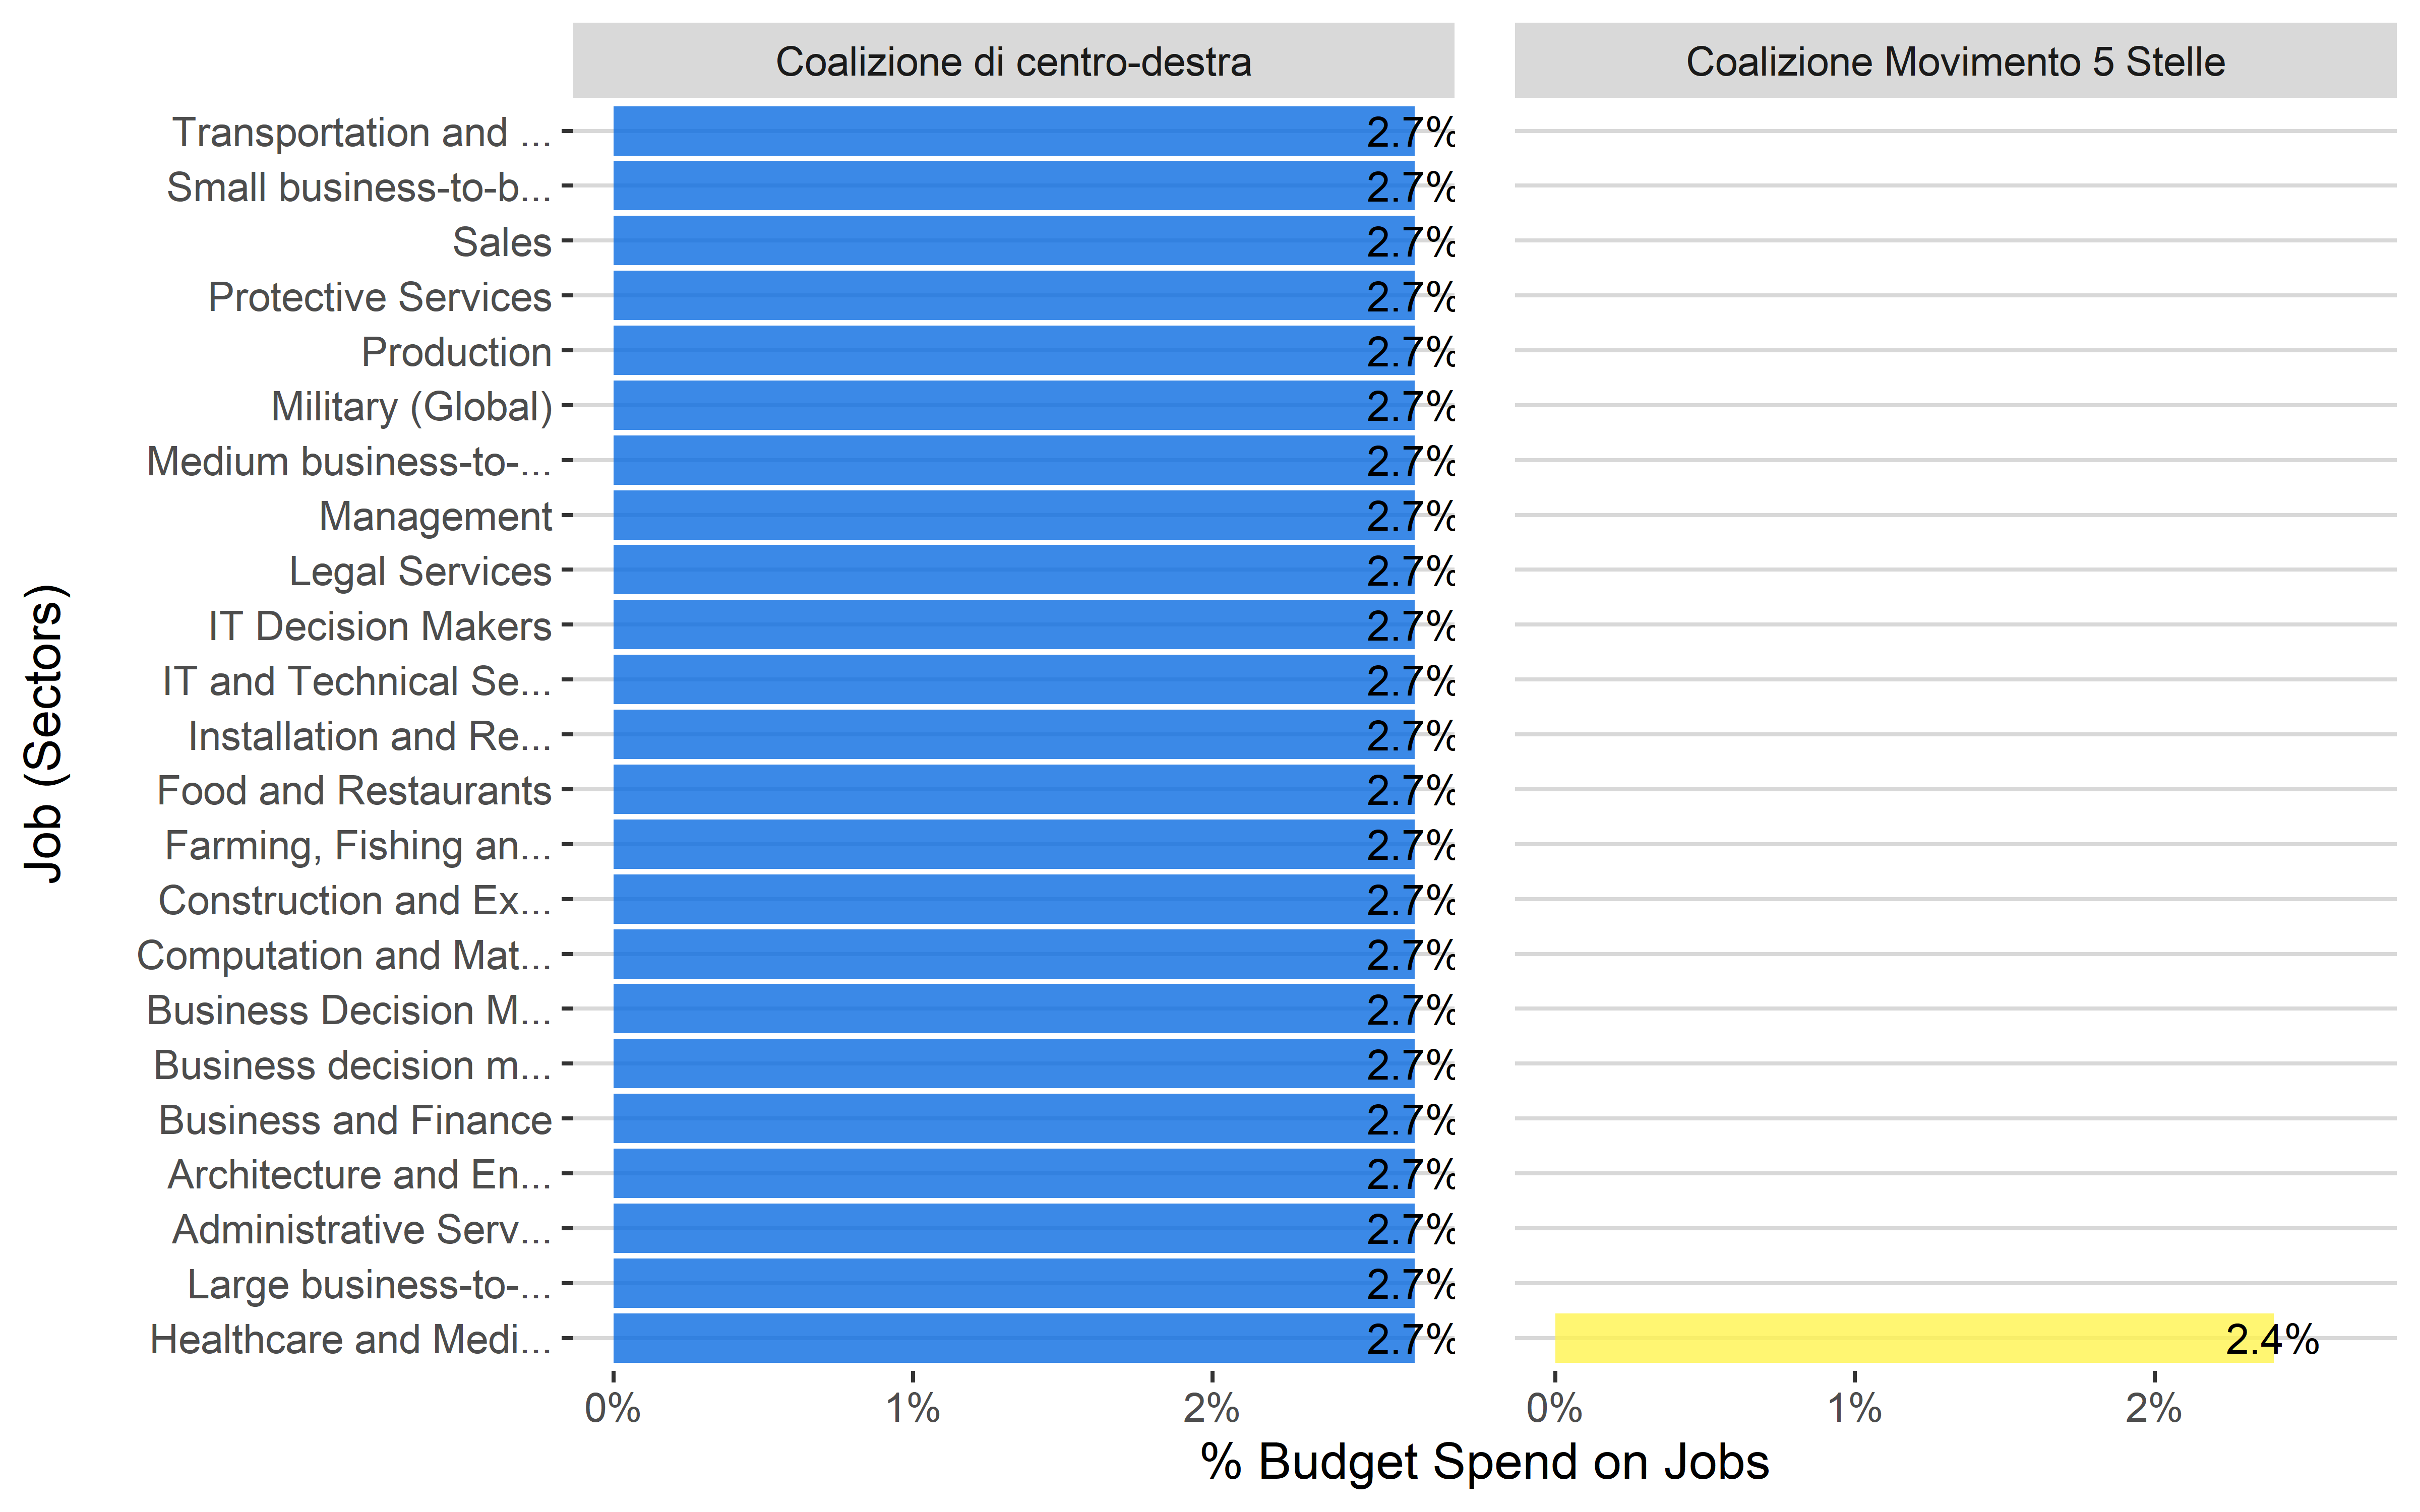 Coalizione di centro-destra
Coalizione Movimento 5 Stelle
Job (Sectors)
Transportation and ... 2.7%
Small business-to-b... 2.7%
Sales 2.7%
Protective Services 2.7%
Production 2.7%
Military (Global) 2.7%
Medium business-to-... 2.7%
Management 2.7%
Legal Services 2.7%
IT Decision Makers 2.7%
IT and Technical Se... 2.7%
Installation and Re... 2.7%
Food and Restaurants 2.7%
Farming, Fishing an... 2.7%
Construction and Ex... 2.7%
Computation and Mat... 2.7%
Business Decision M... 2.7%
Business decision m... 2.7%
Business and Finance 2.7%
Architecture and En... 2.7%
Administrative Serv... 2.7%
Large business-to-... 2.7%
Healthcare and Medi... 2.7% 2.4%
0% 1% 2% 0% 1% 2%
% Budget Spend on Jobs